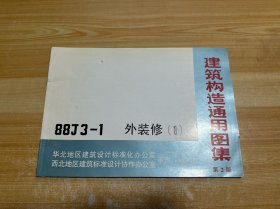 建筑构造通用图集
88J3-1 外装修(1)
华北地区建筑设计标准化办公室
西北地区建筑标准设计协作办公室
第2版